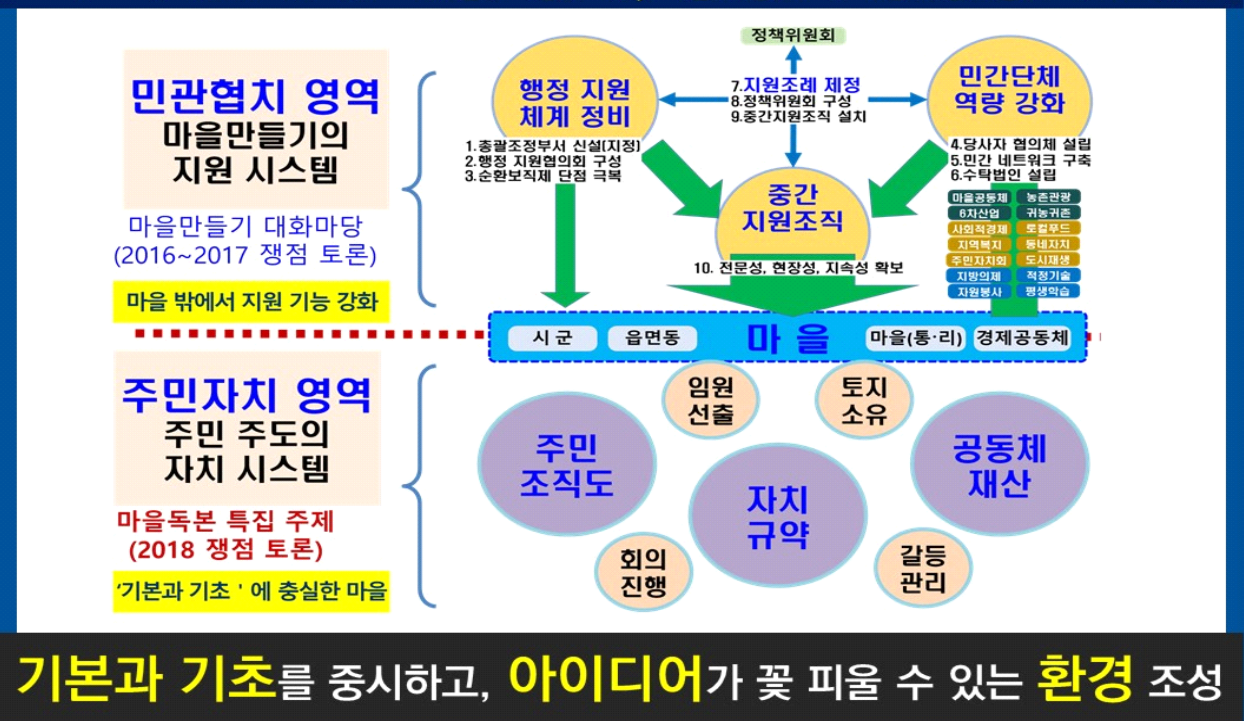 민관협치 영역
마을만들기의
지원 시스템
마을만들기 대화마당
(2016~2017 쟁점 토론)
마을 밖에서 지원 기능 강화
정책위원회
행정 지원
체계 정비
7.지원조례 제정
8.정책위원회 구성
9.중간지원조직 설치
민간단체
역량 강화
1.총괄조정부서 신설(지정)
2.행정 지원협의회 구성
3.순환보직제 단점 극복
4.당사자 협의체 설립
5.민간 네트워크 구축
6.수탁법인 설립
중간
지원조직
10. 전문성, 현장성, 지속성 확보
마을공동체 농촌관광
6차산업 귀농귀촌
사회적경제 로컬푸드
지역복지 동네자치
주민자치회 도시재생
지방의제 적정기술
자원봉사 평생학습
시 군 읍면동 마 을 마을(통·리) 경제공동체
주민자치 영역
주민 주도의
자치 시스템
마을독본 특집 주제
(2018 쟁점 토론)
‘기본과 기초 ' 에 충실한 마을
임원
선출
토지
소유
주민
조직도
자치
규약
공동체
재산
회의
진행
갈등
관리
기본과 기초를 중시하고, 아이디어가 꽃 피울 수 있는 환경 조성